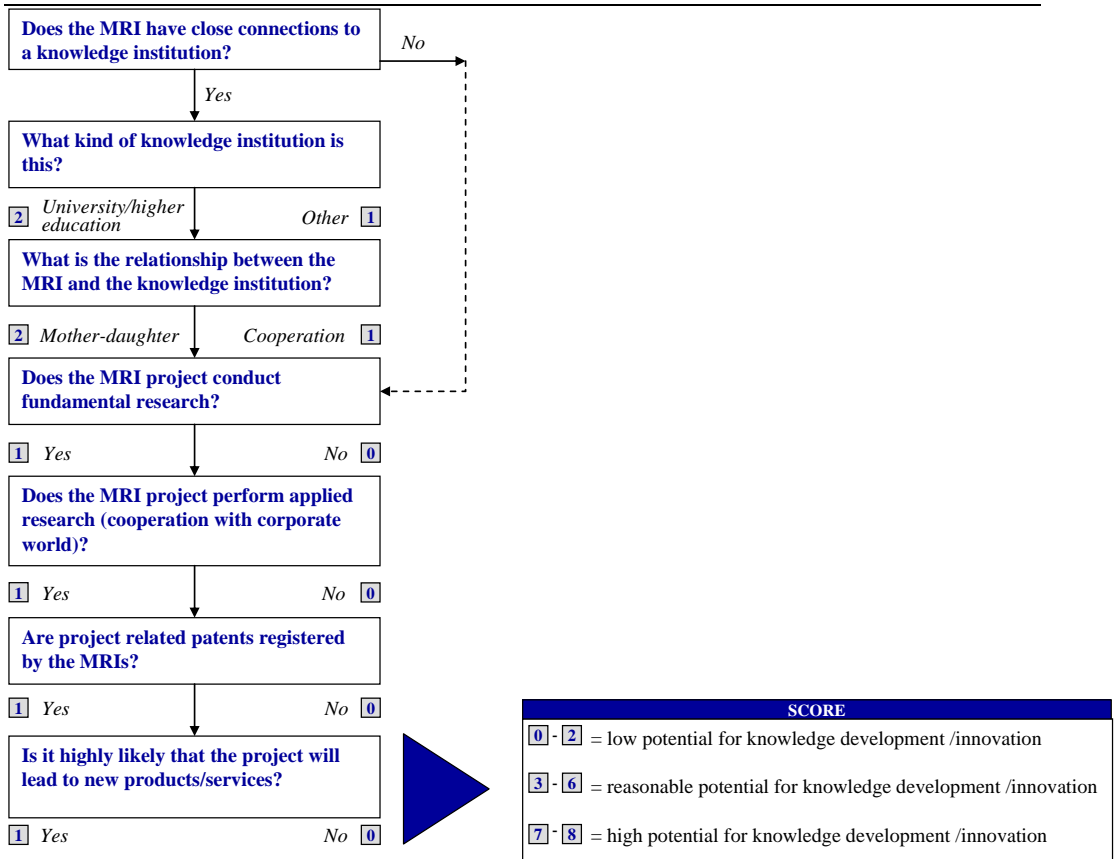 Does the MRI have close connections to
a knowledge institution?
No
Yes
What kind of knowledge institution is
this?
2 University/higher
education
Other 1
What is the relationship between the
MRI and the knowledge institution?
2 Mother-daughter Cooperation 1
Does the MRI project conduct
fundamental research?
1 Yes No 0
Does the MRI project perform applied
research (cooperation with corporate
world)?
1 Yes No 0
Are project related patents registered
by the MRIs?
1 Yes No 0
Is it highly likely that the project will
lead to new products/services?
1 Yes No 0
SCORE
0 - 2 = low potential for knowledge development /innovation
3 - 6 = reasonable potential for knowledge development /innovation
7 - 8 = high potential for knowledge development /innovation